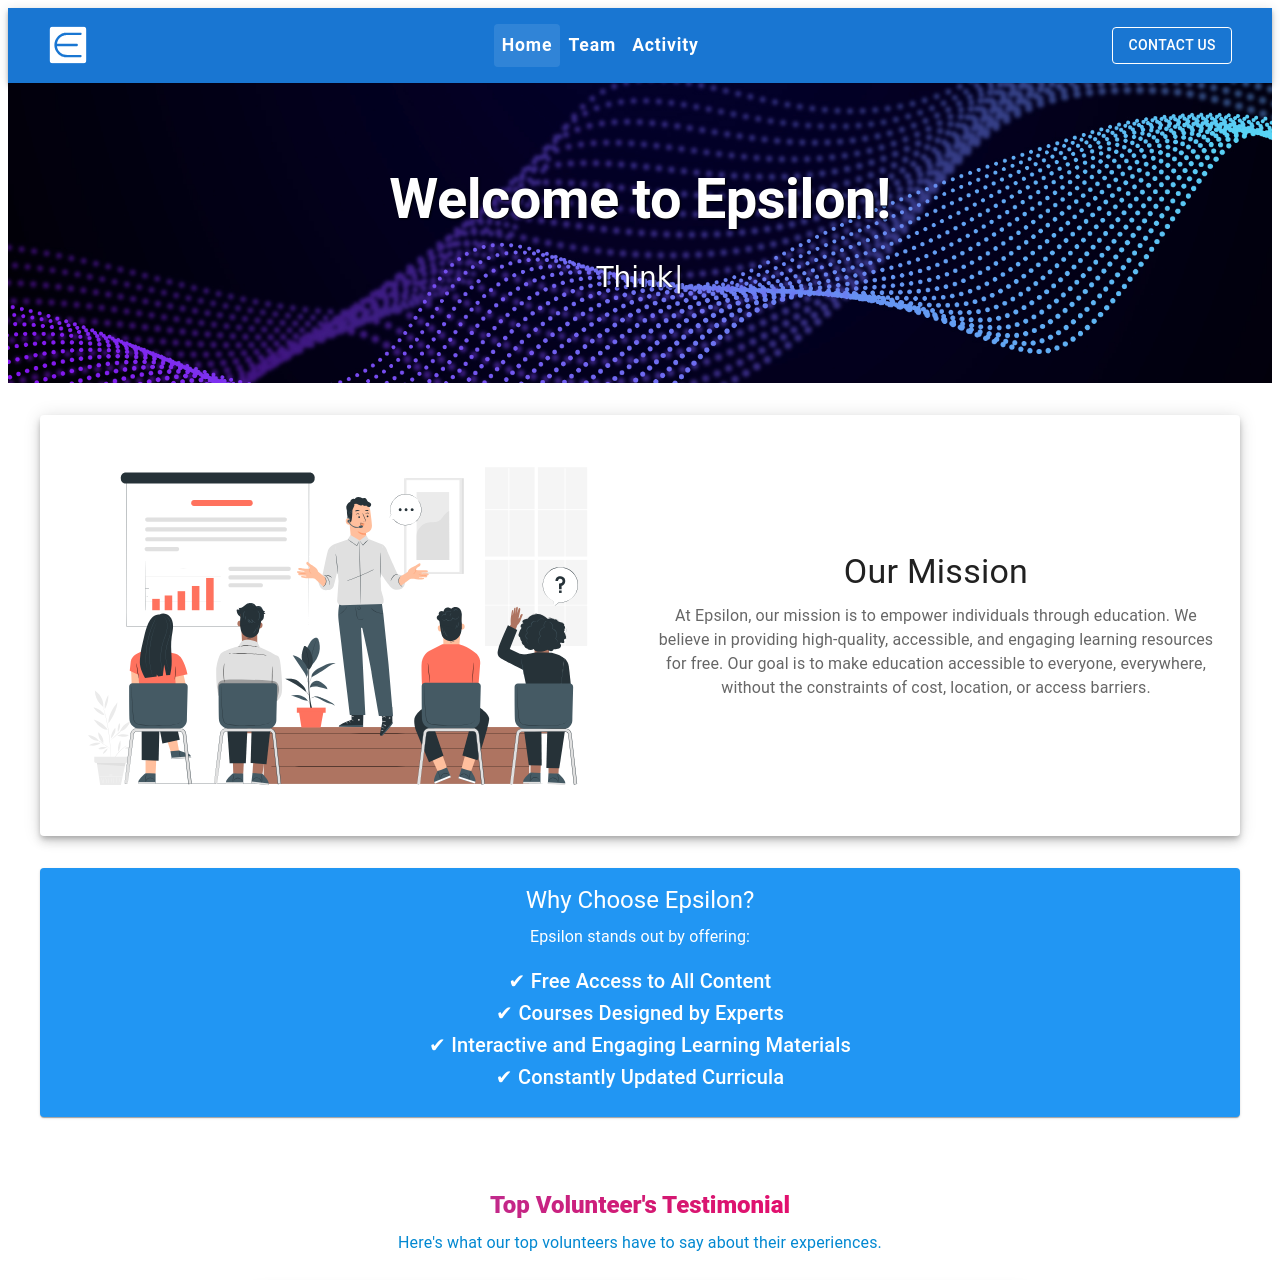 ∈
Home Team Activity
CONTACT US
Welcome to Epsilon!
Think|
...
?
Our Mission
At Epsilon, our mission is to empower individuals through education. We
believe in providing high-quality, accessible, and engaging learning resources
for free. Our goal is to make education accessible to everyone, everywhere,
without the constraints of cost, location, or access barriers.
Why Choose Epsilon?
Epsilon stands out by offering:
✔ Free Access to All Content
✔ Courses Designed by Experts
✔ Interactive and Engaging Learning Materials
✔ Constantly Updated Curricula
Top Volunteer's Testimonial
Here's what our top volunteers have to say about their experiences.